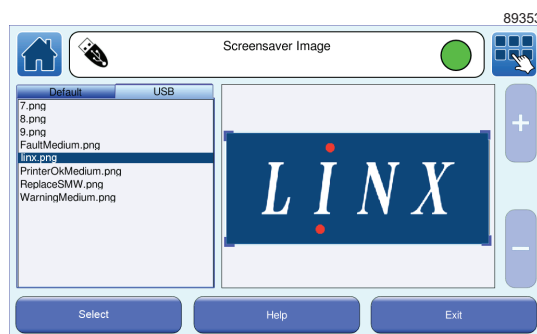 89353
Screensaver Image
Default USB
7.png
8.png
9.png
FaultMedium.png
linx.png
PrinterOkMedium.png
ReplaceSMW.png
WarningMedium.png
LINX
+
−
Select Help Exit